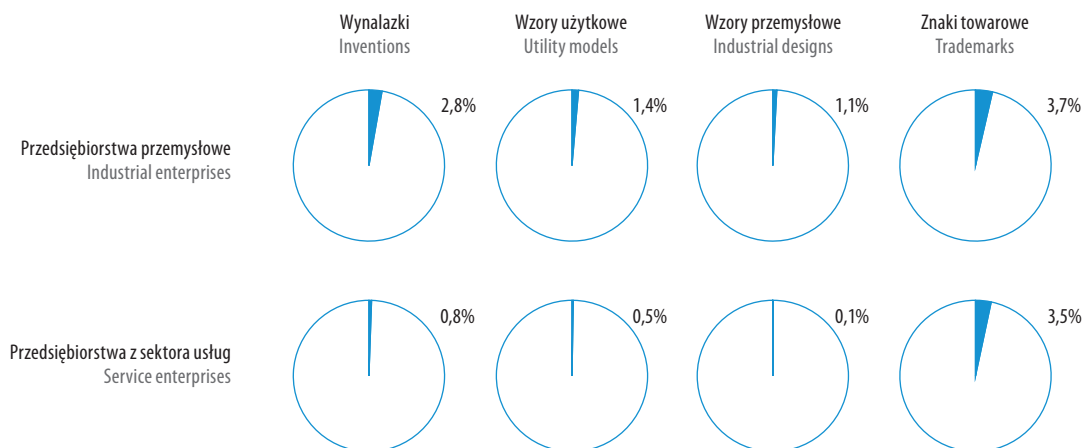 Wynalazki
Inventions
Wzory użytkowe
Utility models
Wzory przemysłowe
Industrial designs
Znaki towarowe
Trademarks
Przedsiębiorstwa przemysłowe
Industrial enterprises
2,8%
1,4%
1,1%
3,7%
Przedsiębiorstwa z sektora usług
Service enterprises
0,8%
0,5%
0,1%
3,5%